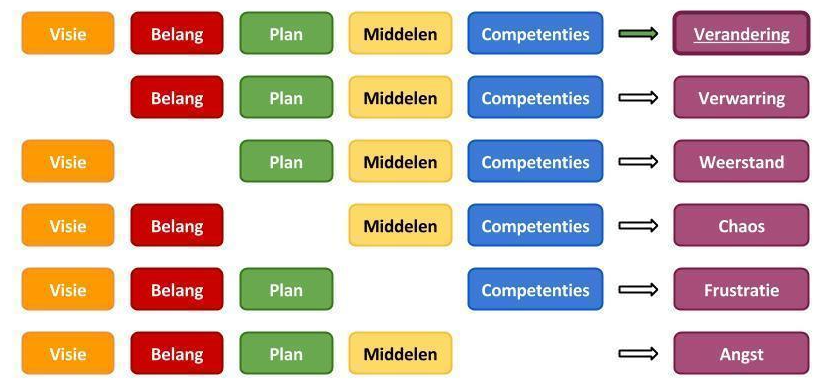 Visie Belang Plan Middelen Competenties Verandering
Belang Plan Middelen Competenties Verwarring
Visie Plan Middelen Competenties Weerstand
Visie Belang Middelen Competenties Chaos
Visie Belang Plan Competenties Frustratie
Visie Belang Plan Middelen Angst